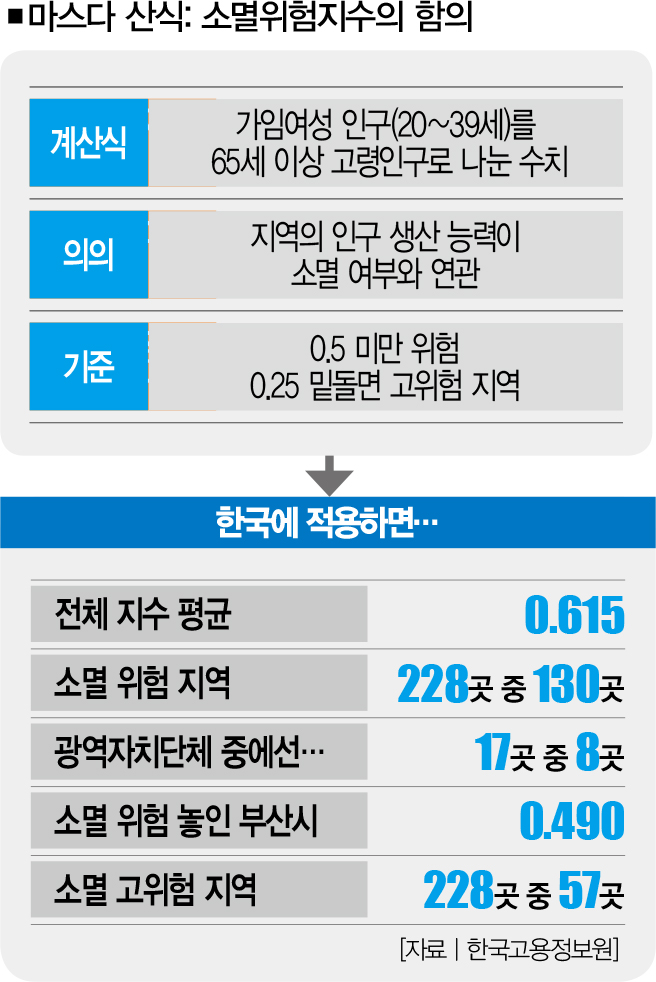 ■ 마스다 산식: 소멸위험지수의 함의
계산식
가임여성 인구(20~39세)를
65세 이상 고령인구로 나눈 수치
의의
지역의 인구 생산 능력이
소멸 여부와 연관
기준
0.5 미만 위험
0.25 밑돌면 고위험 지역
한국에 적용하면…
전체 지수 평균 0.615
소멸 위험 지역 228곳 중 130곳
광역자치단체 중에선… 17곳 중 8곳
소멸 위험 놓인 부산시 0.490
소멸 고위험 지역 228곳 중 57곳
[자료ㅣ한국고용정보원]